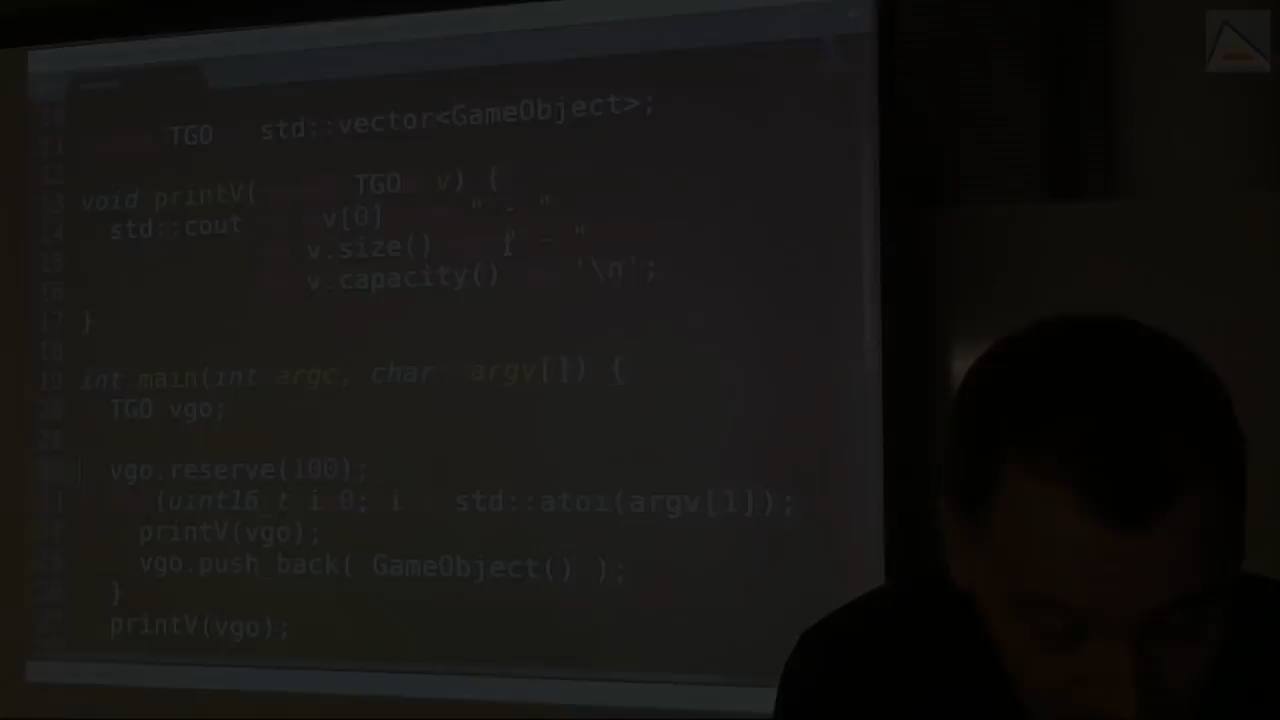 TGO std::vector<GameObject>;
void printV( TGO v) {
std::cout v[0] " - "
v.size() " - "
v.capacity() '\n';
}
int main(int argc, char argv[]) {
TGO vgo;
vgo.reserve(100);
(uint16_t i 0; i std::atoi(argv[1]);
printV(vgo);
vgo.push_back( GameObject() );
}
printV(vgo);